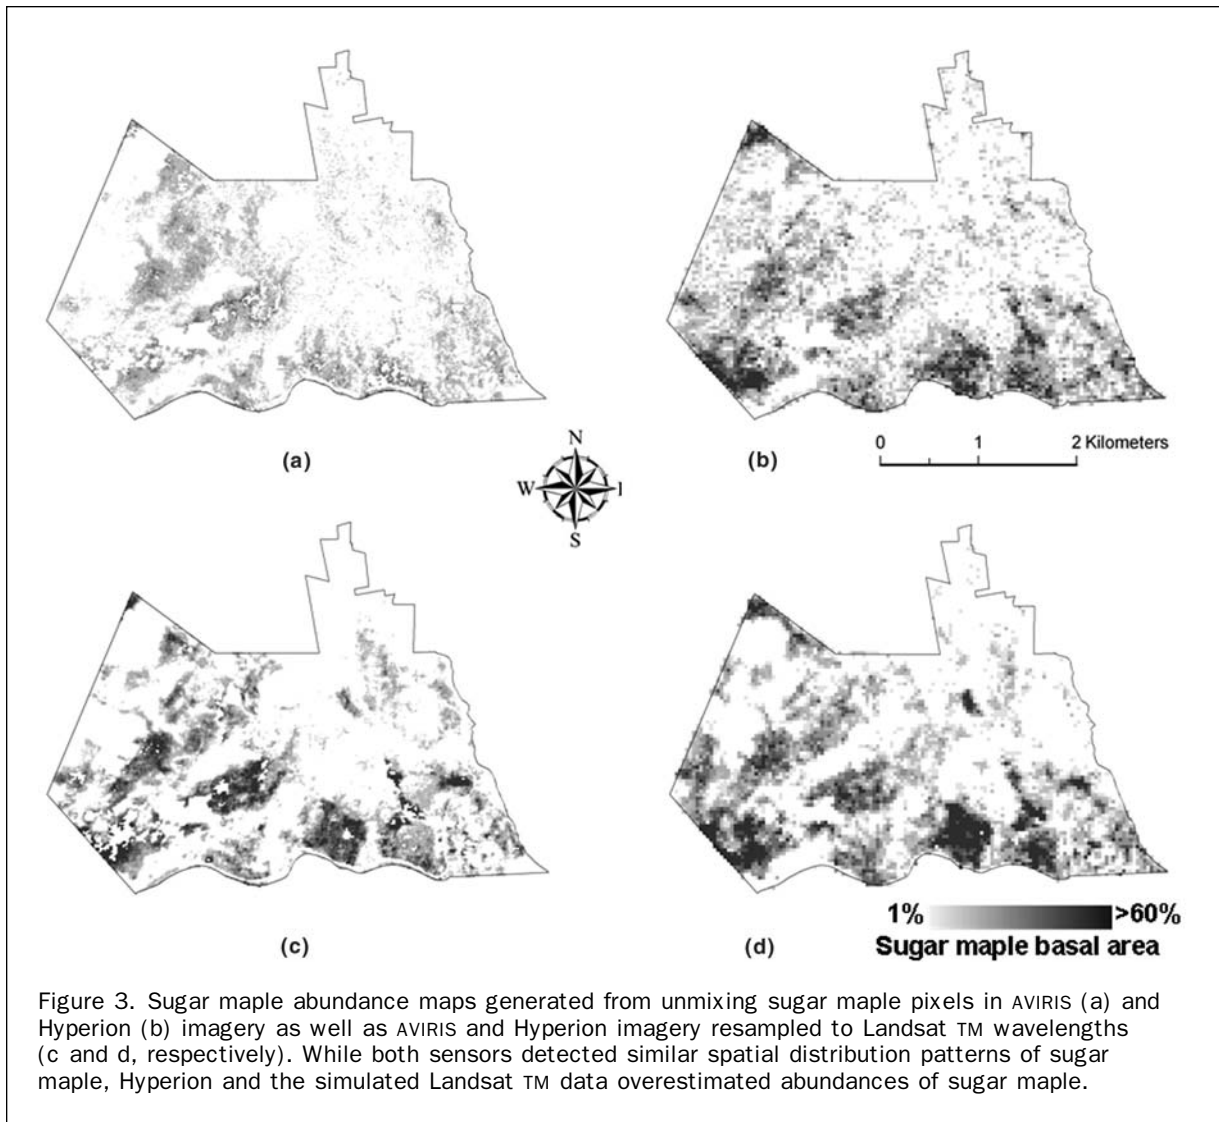 (a)
(b)
0 1 2 Kilometers
N
W
S
(c)
(d)
1% >60%
Sugar maple basal area
Figure 3. Sugar maple abundance maps generated from unmixing sugar maple pixels in AVIRIS (a) and
Hyperion (b) imagery as well as AVIRIS and Hyperion imagery resampled to Landsat TM wavelengths
(c and d, respectively). While both sensors detected similar spatial distribution patterns of sugar
maple, Hyperion and the simulated Landsat TM data overestimated abundances of sugar maple.